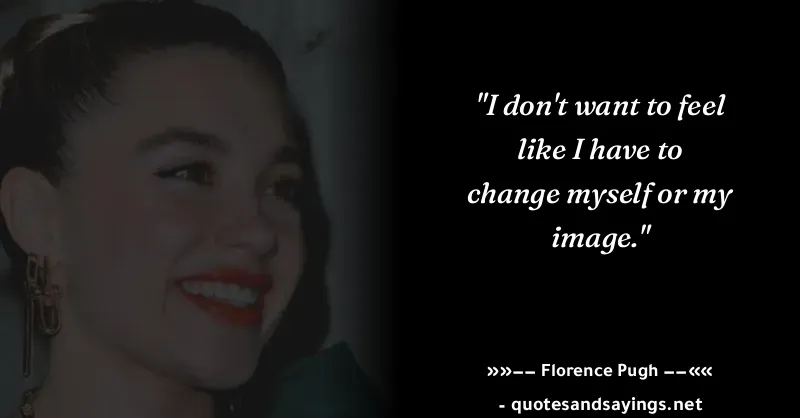 "I don't want to feel
like I have to
change myself or my
image."
»»–– Florence Pugh ––««
- quotesandsayings.net